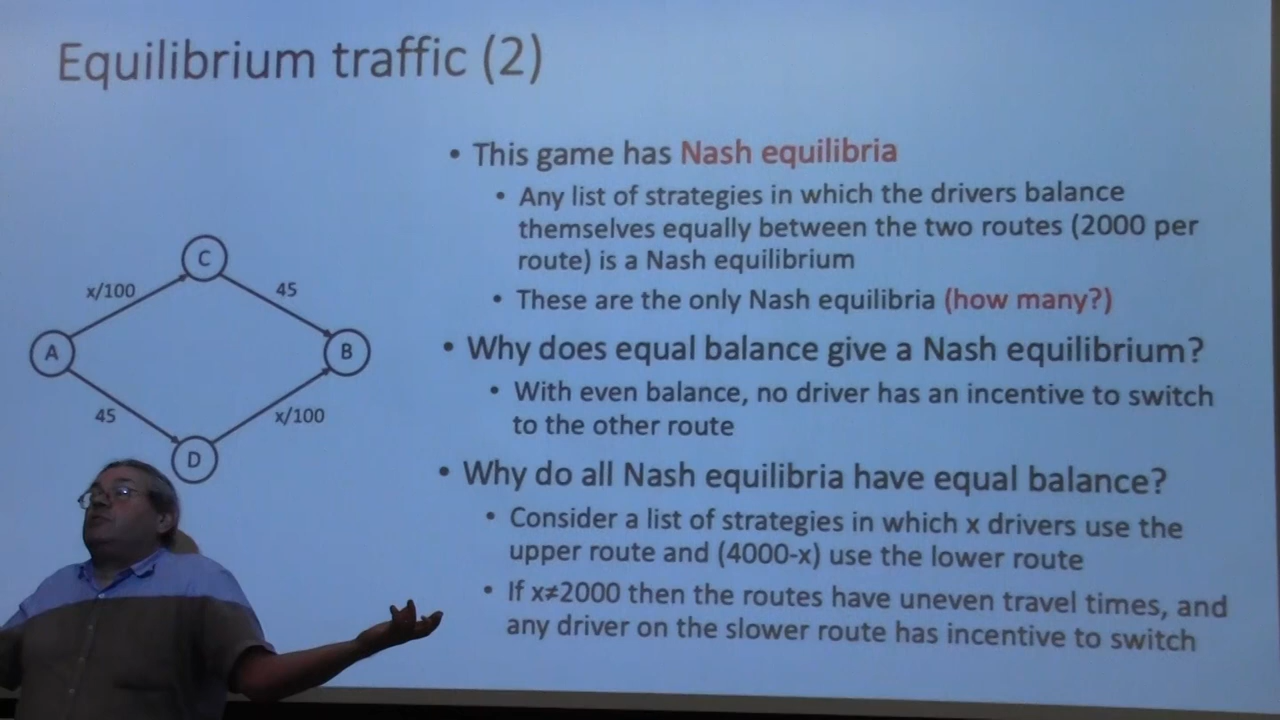 Equilibrium traffic (2)
• This game has Nash equilibria
• Any list of strategies in which the drivers balance
themselves equally between the two routes (2000 per
route) is a Nash equilibrium
• These are the only Nash equilibria (how many?)
• Why does equal balance give a Nash equilibrium?
• With even balance, no driver has an incentive to switch
to the other route
• Why do all Nash equilibria have equal balance?
• Consider a list of strategies in which x drivers use the
upper route and (4000-x) use the lower route
• If x≠2000 then the routes have uneven travel times, and
any driver on the slower route has incentive to switch
C
x/100
45
A
B
45
x/100
D